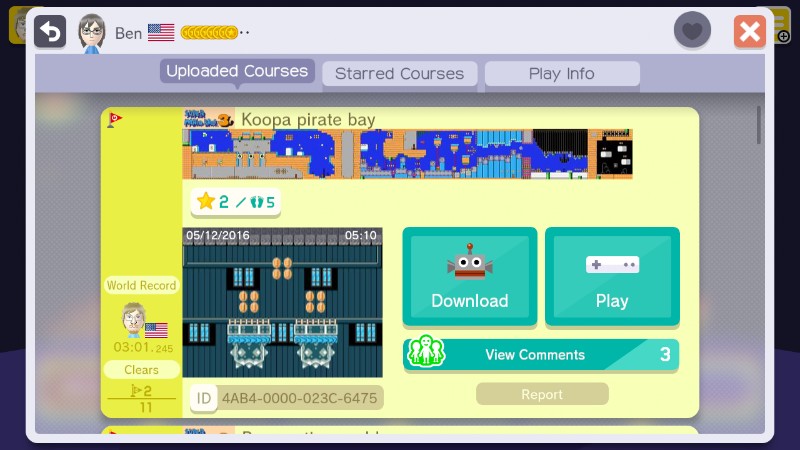 Ben
Uploaded Courses
Starred Courses
Play Info
Koopa pirate bay
2 / 5
05/12/2016
05:10
World Record
03:01.245
Clears
2
11
Download
Play
View Comments
3
ID
4AB4-0000-023C-6475
Report